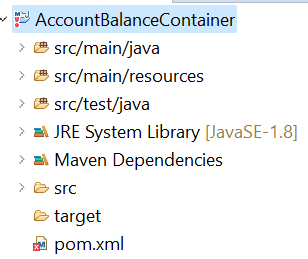 AccountBalanceContainer
src/main/java
src/main/resources
src/test/java
JRE System Library [JavaSE-1.8]
Maven Dependencies
src
target
pom.xml